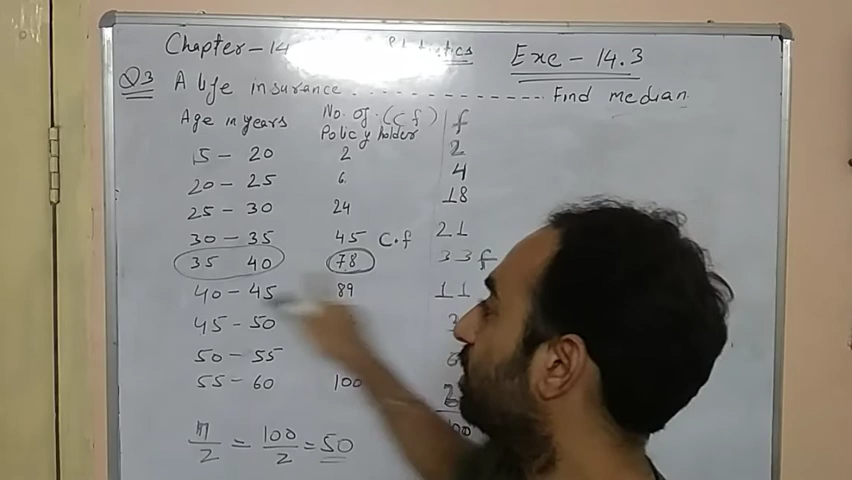 Chapter-14 Statistics Exe - 14.3
Q3 A life insurance ------------------ Find median
Age in years No. of (cf) f
Policy holder
15 - 20 2 2
20 - 25 6 4
25 - 30 24 18
30 - 35 45 C.f 21
35 40 78 33 f
40 - 45 89 11
45 - 50
50 - 55
55 - 60 100
n/2 = 100/2 = 50